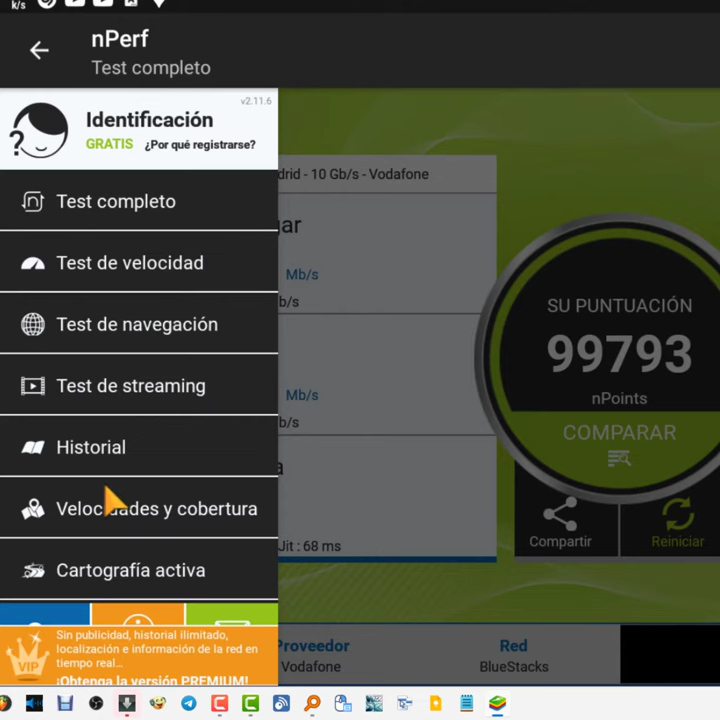 k/s
nPerf
Test completo
v2.11.6
Identificación
GRATIS ¿Por qué registrarse?
Test completo
Test de velocidad
Test de navegación
Test de streaming
Historial
Velocidades y cobertura
Cartografía activa
Sin publicidad, historial ilimitado,
localización e información de la red en
tiempo real...
¡Obtenga la versión PREMIUM!
VIP
drid - 10 Gb/s - Vodafone
ar
Mb/s
b/s
Mb/s
b/s
a
Jit : 68 ms
SU PUNTUACIÓN
99793
nPoints
COMPARAR
Compartir
Reiniciar
Proveedor
Vodafone
Red
BlueStacks